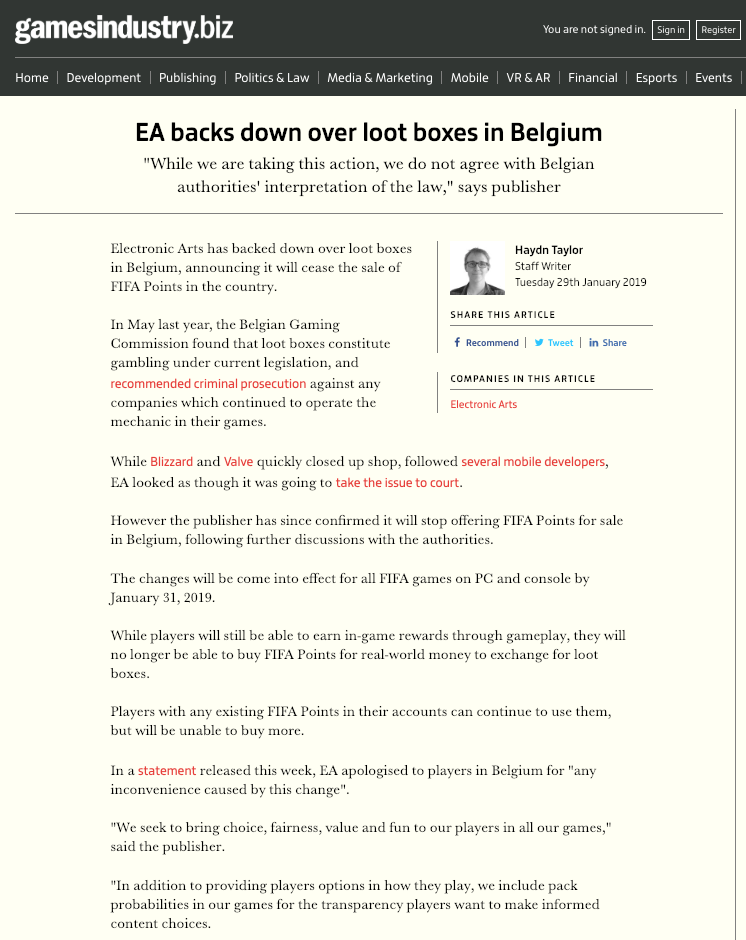 gamesindustry.biz
You are not signed in. Sign in Register
Home Development Publishing Politics & Law Media & Marketing Mobile VR & AR Financial Esports Events
EA backs down over loot boxes in Belgium
"While we are taking this action, we do not agree with Belgian
authorities' interpretation of the law," says publisher
Electronic Arts has backed down over loot boxes
in Belgium, announcing it will cease the sale of
FIFA Points in the country.
In May last year, the Belgian Gaming
Commission found that loot boxes constitute
gambling under current legislation, and
recommended criminal prosecution against any
companies which continued to operate the
mechanic in their games.
Haydn Taylor
Staff Writer
Tuesday 29th January 2019
SHARE THIS ARTICLE
Recommend Tweet Share
COMPANIES IN THIS ARTICLE
Electronic Arts
While Blizzard and Valve quickly closed up shop, followed several mobile developers,
EA looked as though it was going to take the issue to court.
However the publisher has since confirmed it will stop offering FIFA Points for sale
in Belgium, following further discussions with the authorities.
The changes will be come into effect for all FIFA games on PC and console by
January 31, 2019.
While players will still be able to earn in-game rewards through gameplay, they will
no longer be able to buy FIFA Points for real-world money to exchange for loot
boxes.
Players with any existing FIFA Points in their accounts can continue to use them,
but will be unable to buy more.
In a statement released this week, EA apologised to players in Belgium for "any
inconvenience caused by this change".
"We seek to bring choice, fairness, value and fun to our players in all our games,"
said the publisher.
"In addition to providing players options in how they play, we include pack
probabilities in our games for the transparency players want to make informed
content choices.